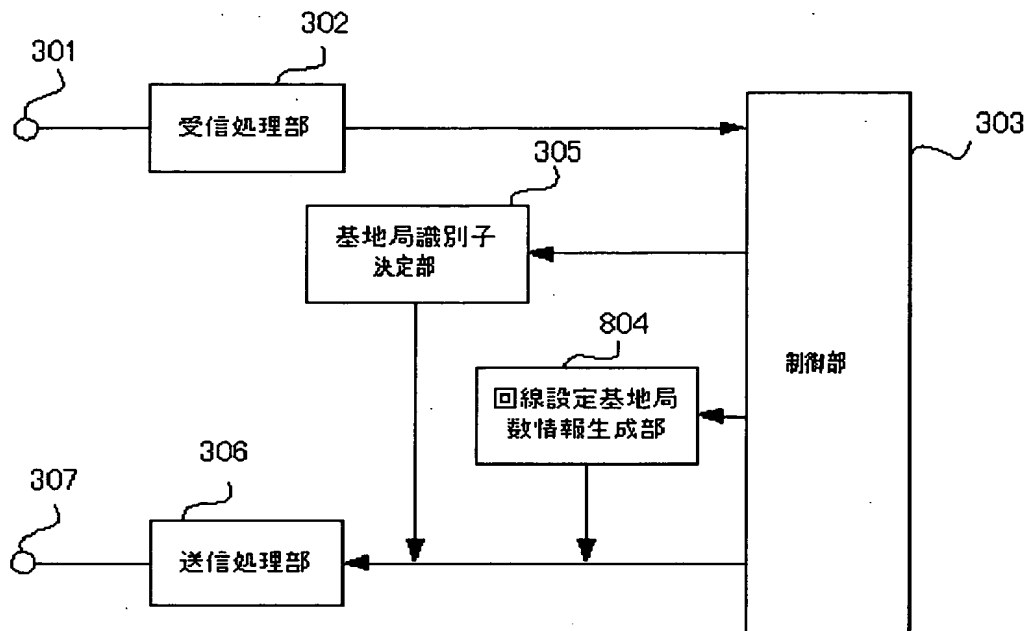 302
301
受信処理部
303
305
基地局識別子
決定部
804
制御部
回線設定基地局
数情報生成部
306
307
送信処理部